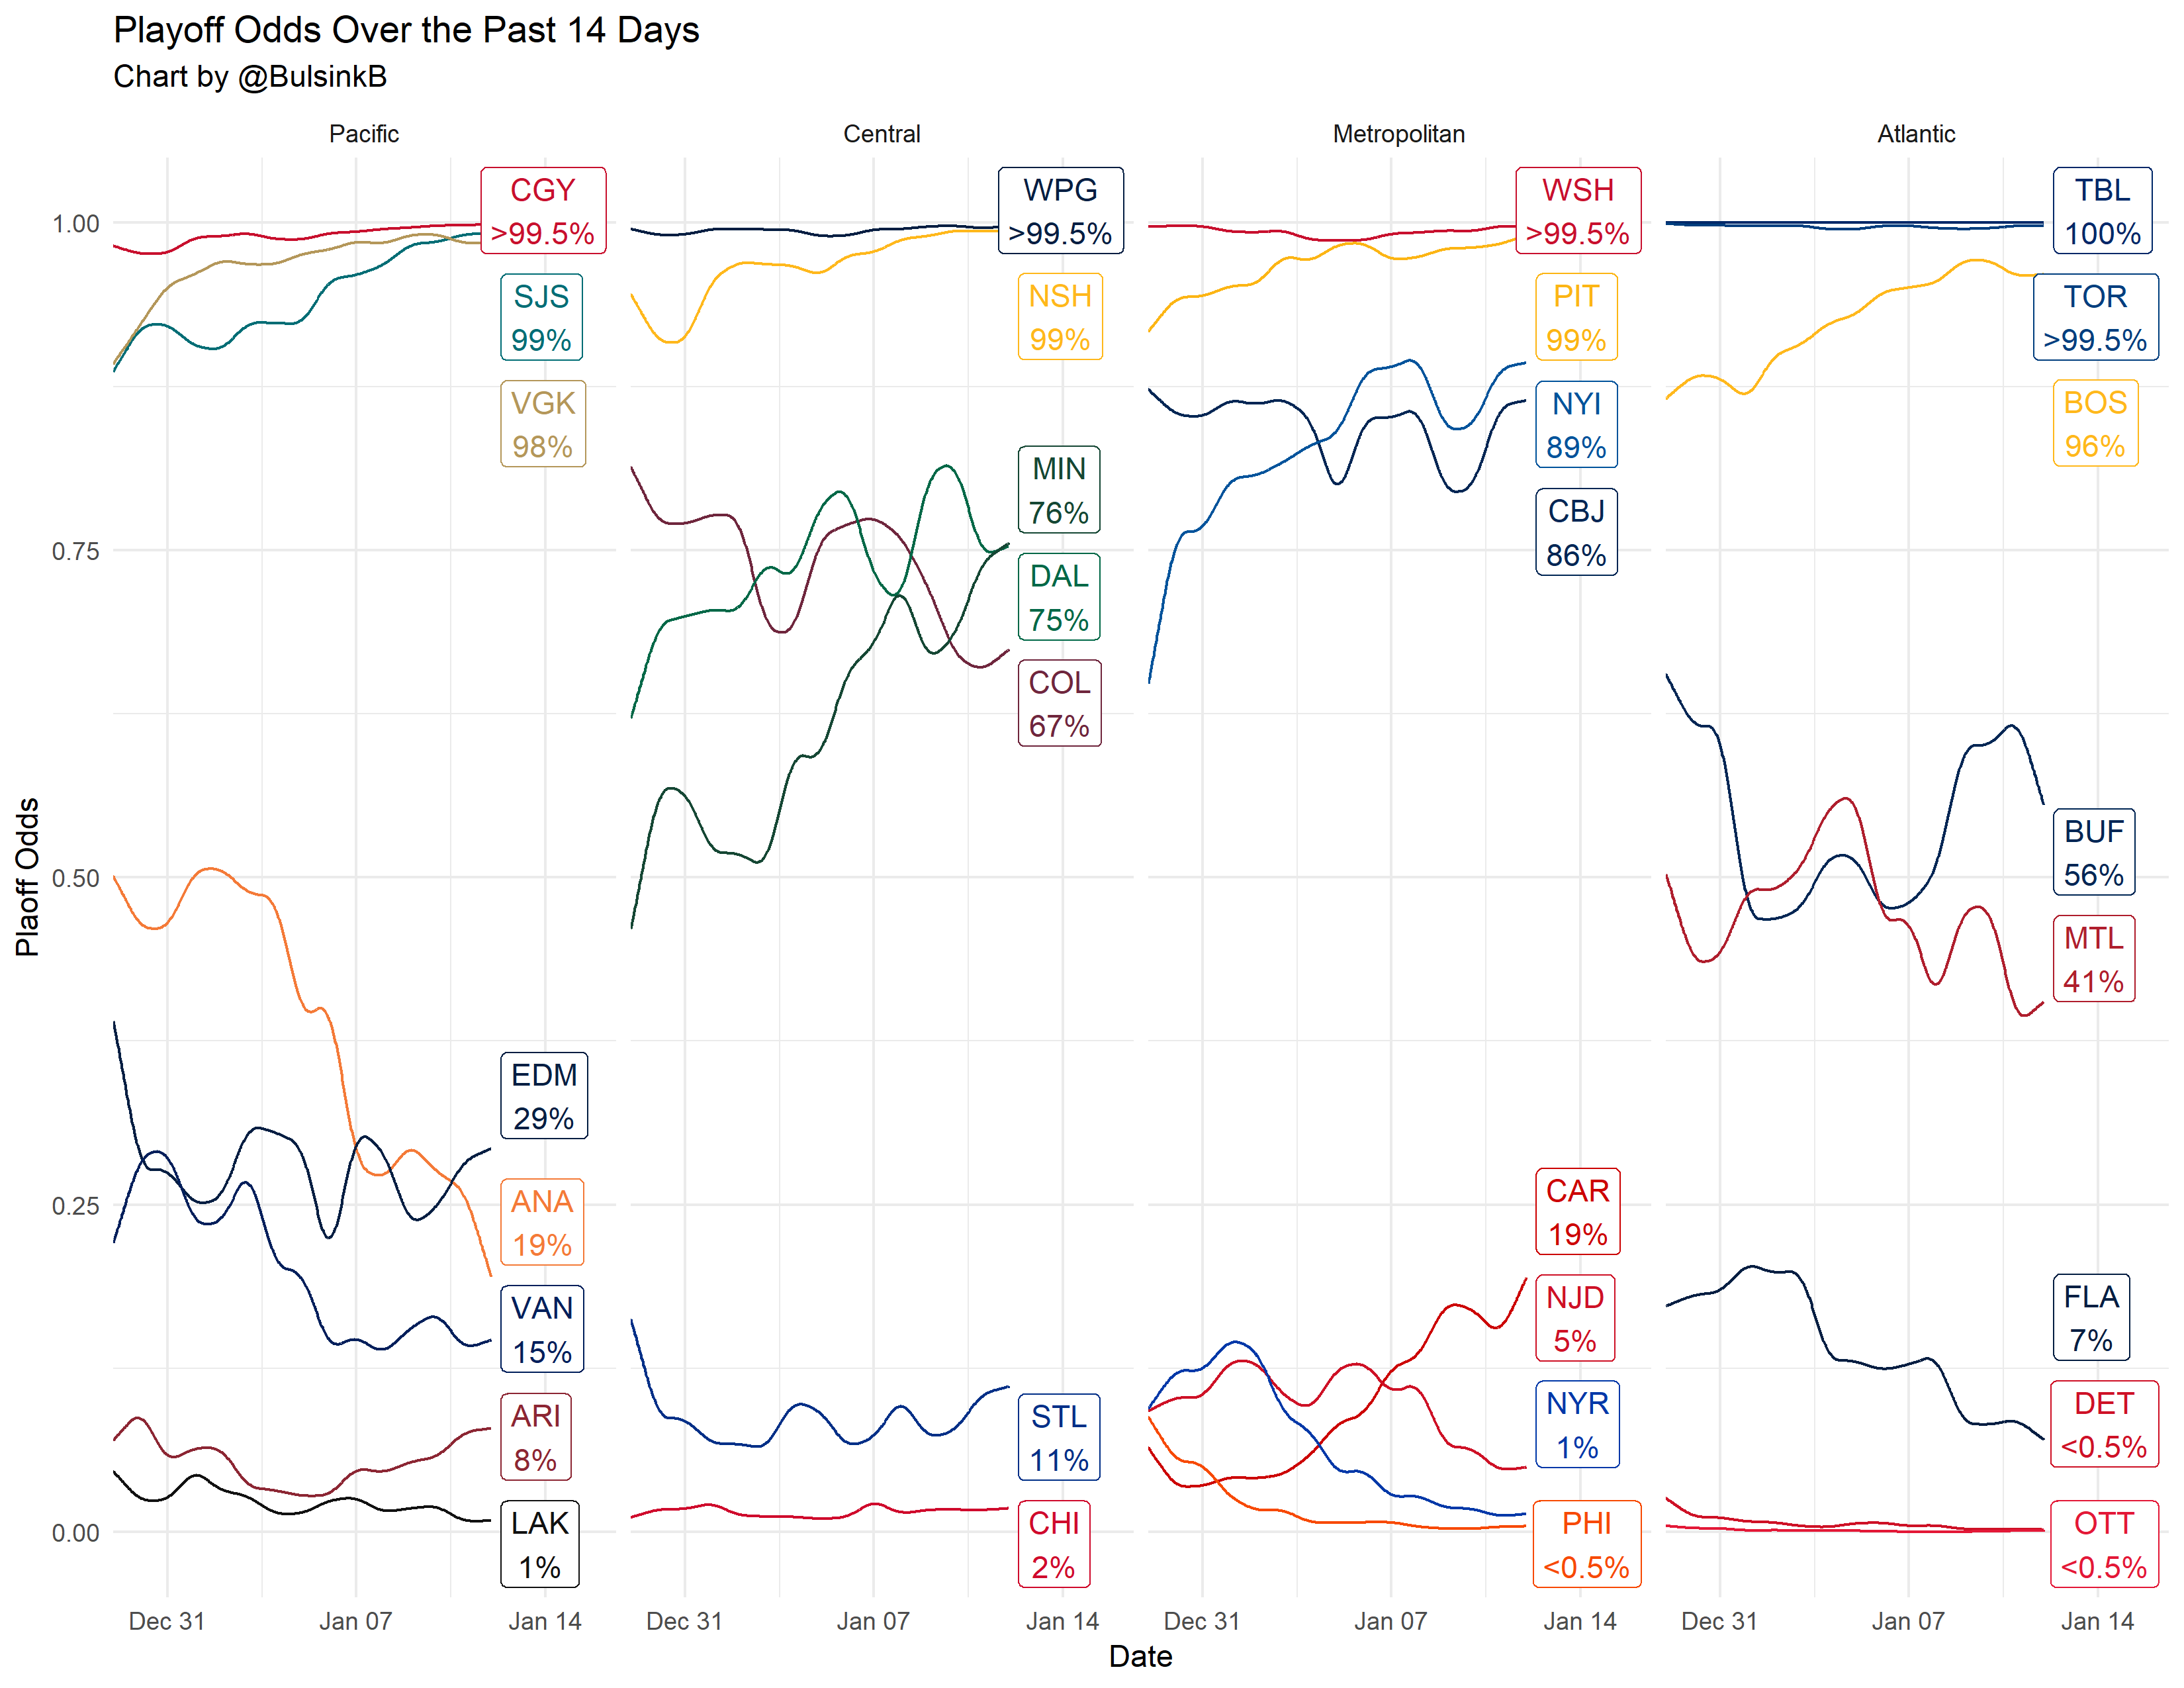 Playoff Odds Over the Past 14 Days
Chart by @BulsinkB
Pacific
Central
Metropolitan
Atlantic
Plaoff Odds
1.00
0.75
0.50
0.25
0.00
CGY
>99.5%
SJS
99%
VGK
98%
EDM
29%
ANA
19%
VAN
15%
ARI
8%
LAK
1%
WPG
>99.5%
NSH
99%
MIN
76%
DAL
75%
COL
67%
STL
11%
CHI
2%
WSH
>99.5%
PIT
99%
NYI
89%
CBJ
86%
CAR
19%
NJD
5%
NYR
1%
PHI
<0.5%
TBL
100%
TOR
>99.5%
BOS
96%
BUF
56%
MTL
41%
FLA
7%
DET
<0.5%
OTT
<0.5%
Dec 31 Jan 07 Jan 14
Dec 31 Jan 07 Jan 14
Dec 31 Jan 07 Jan 14
Dec 31 Jan 07 Jan 14
Date